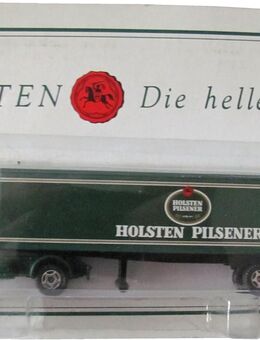 TEN Die helle
HOLSTEN
PILSENER
HOLSTEN PILSENER